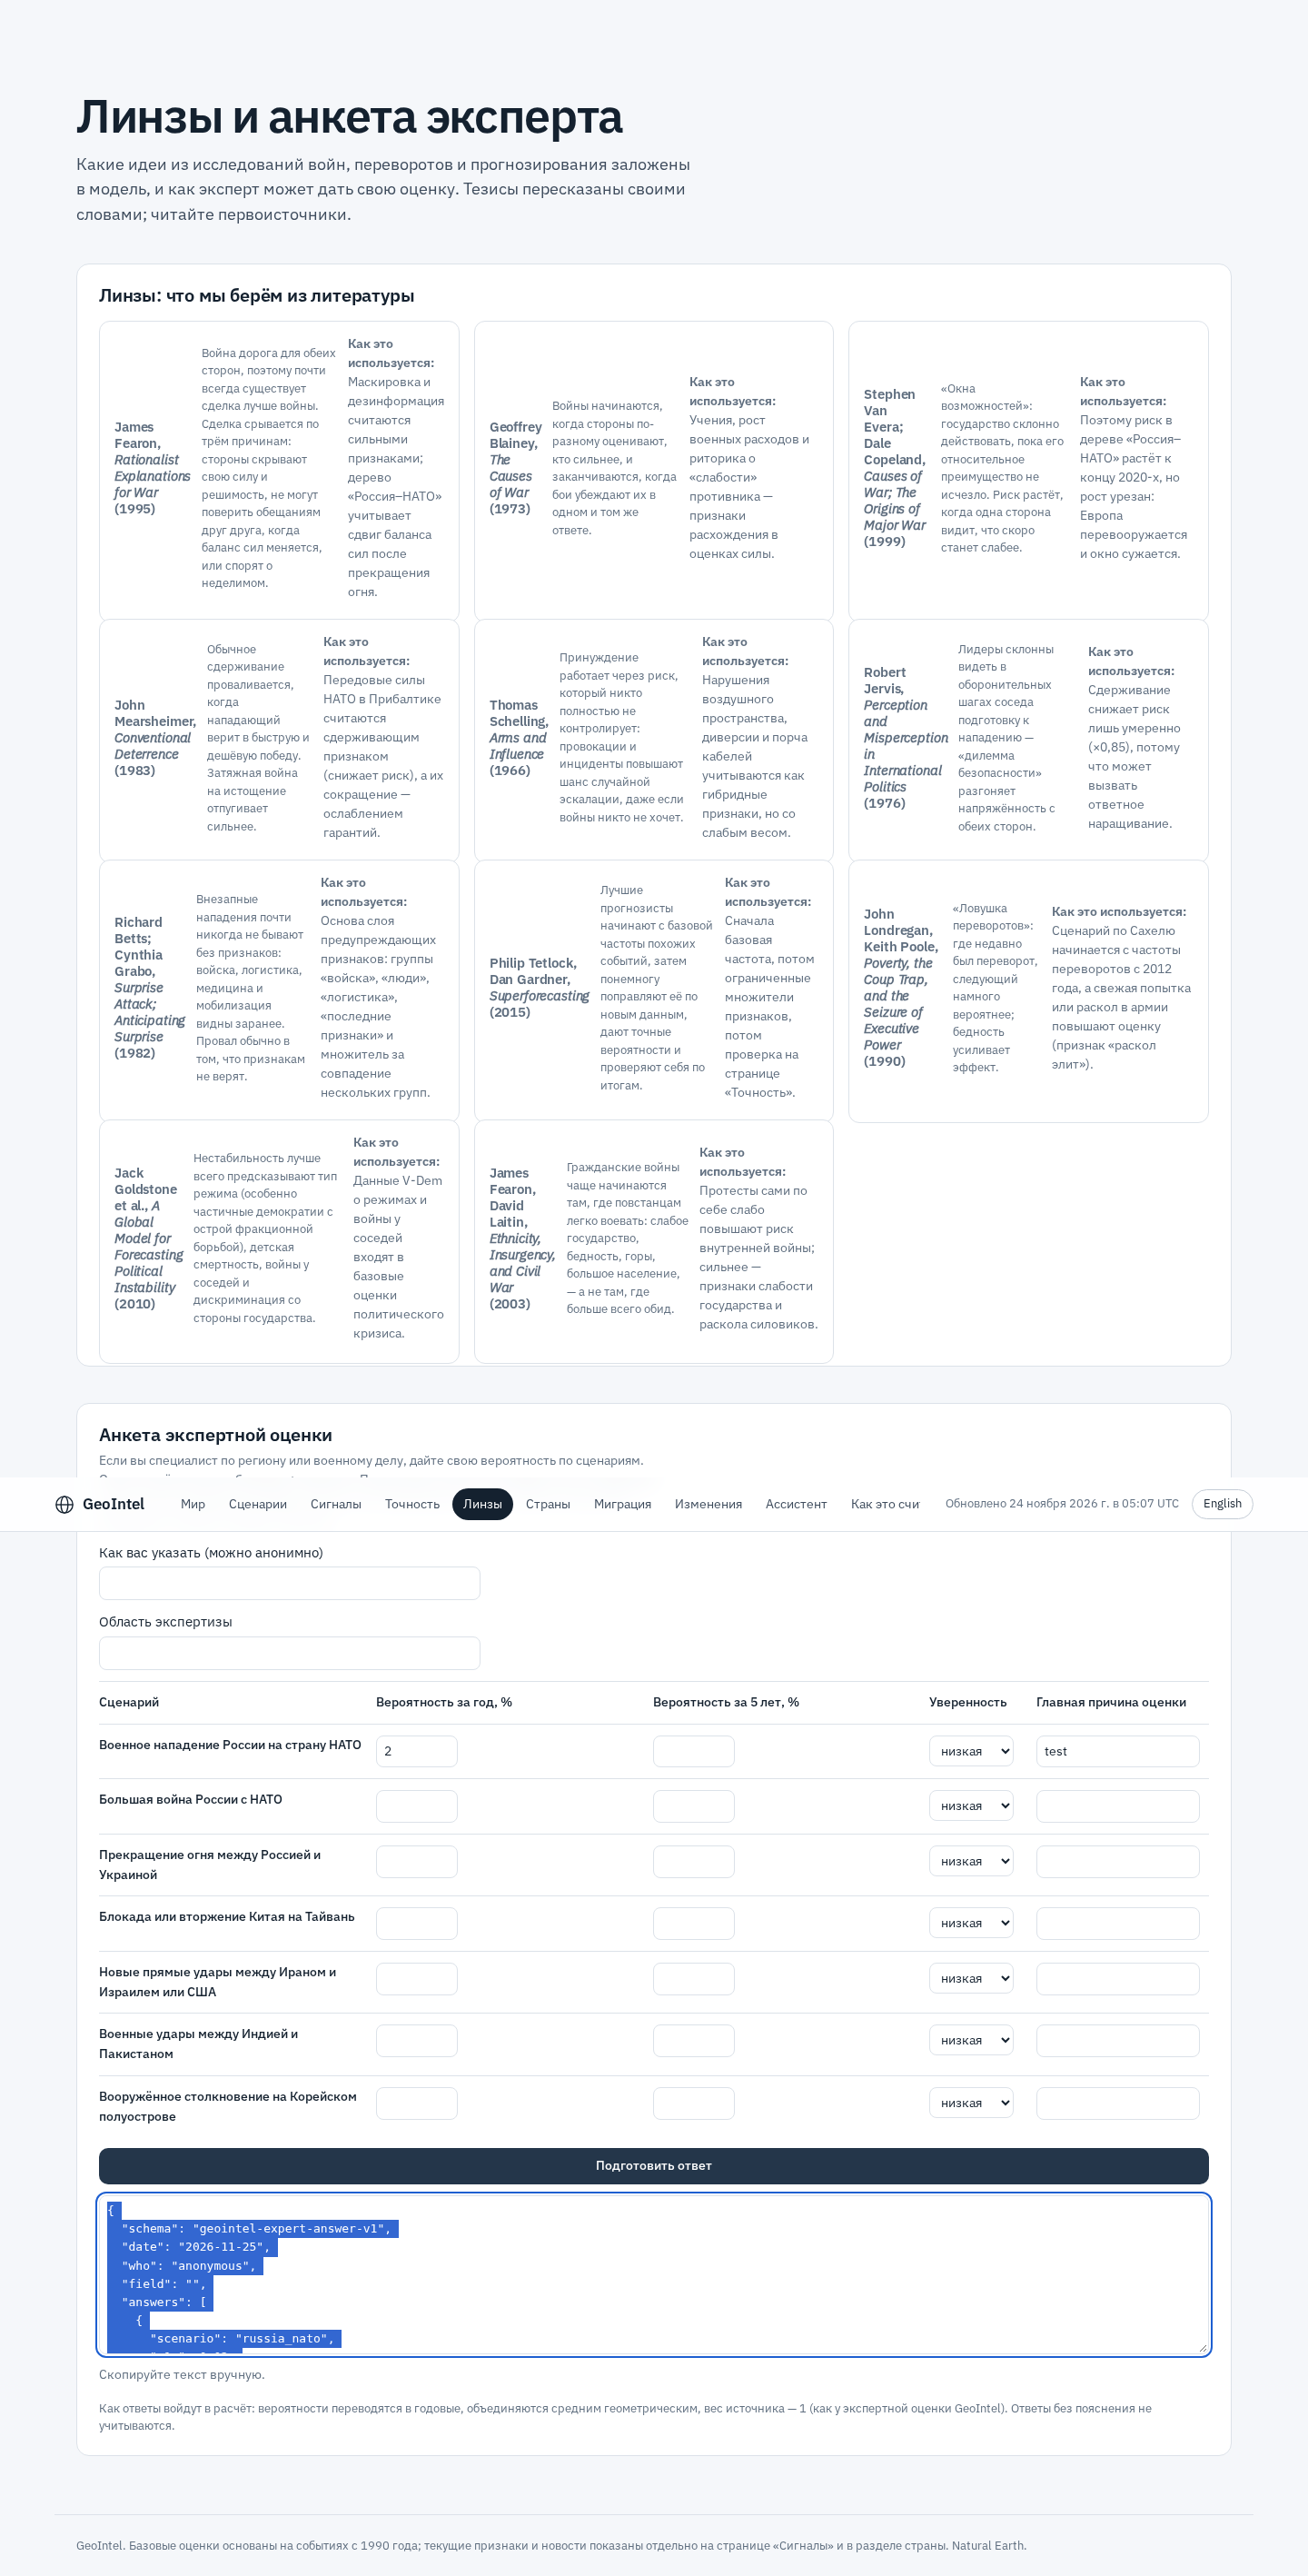 Линзы и анкета эксперта
Какие идеи из исследований войн, переворотов и прогнозирования заложены
в модель, и как эксперт может дать свою оценку. Тезисы пересказаны своими
словами; читайте первоисточники.
Линзы: что мы берём из литературы
James
Fearon,
Rationalist
Explanations
for War
(1995)
Война дорога для обеих
сторон, поэтому почти
всегда существует
сделка лучше войны.
Сделка срывается по
трём причинам:
стороны скрывают
свою силу и
решимость, не могут
поверить обещаниям
друг друга, когда
баланс сил меняется,
или спорят о
неделимом.
Как это
используется:
Маскировка и
дезинформация
считаются
сильными
признаками;
дерево
«Россия–НАТО»
учитывает
сдвиг баланса
сил после
прекращения
огня.
Geoffrey
Blainey,
The
Causes
of War
(1973)
Войны начинаются,
когда стороны по-
разному оценивают,
кто сильнее, и
заканчиваются, когда
бои убеждают их в
одном и том же
ответе.
Как это
используется:
Учения, рост
военных расходов и
риторика о
«слабости»
противника —
признаки
расхождения в
оценках силы.
Stephen
Van
Evera;
Dale
Copeland,
Causes of
War; The
Origins of
Major War
(1999)
«Окна
возможностей»:
государство склонно
действовать, пока его
относительное
преимущество не
исчезло. Риск растёт,
когда одна сторона
видит, что скоро
станет слабее.
Как это
используется:
Поэтому риск в
дереве «Россия–
НАТО» растёт к
концу 2020-х, но
рост урезан:
Европа
перевооружается
и окно сужается.
John
Mearsheimer,
Conventional
Deterrence
(1983)
Обычное
сдерживание
проваливается,
когда
нападающий
верит в быструю и
дешёвую победу.
Затяжная война
на истощение
отпугивает
сильнее.
Как это
используется:
Передовые силы
НАТО в Прибалтике
считаются
сдерживающим
признаком
(снижает риск), а их
сокращение —
ослаблением
гарантий.
Thomas
Schelling,
Arms and
Influence
(1966)
Принуждение
работает через риск,
который никто
полностью не
контролирует:
провокации и
инциденты повышают
шанс случайной
эскалации, даже если
войны никто не хочет.
Как это
используется:
Нарушения
воздушного
пространства,
диверсии и порча
кабелей
учитываются как
гибридные
признаки, но со
слабым весом.
Robert
Jervis,
Perception
and
Misperception
in
International
Politics
(1976)
Лидеры склонны
видеть в
оборонительных
шагах соседа
подготовку к
нападению —
«дилемма
безопасности»
разгоняет
напряжённость с
обеих сторон.
Как это
используется:
Сдерживание
снижает риск
лишь умеренно
(×0,85), потому
что может
вызвать
ответное
наращивание.
Richard
Betts;
Cynthia
Grabo,
Surprise
Attack;
Anticipating
Surprise
(1982)
Внезапные
нападения почти
никогда не бывают
без признаков:
войска, логистика,
медицина и
мобилизация
видны заранее.
Провал обычно в
том, что признакам
не верят.
Как это
используется:
Основа слоя
предупреждающих
признаков: группы
«войска», «люди»,
«логистика»,
«последние
признаки» и
множитель за
совпадение
нескольких групп.
Philip Tetlock,
Dan Gardner,
Superforecasting
(2015)
Лучшие
прогнозисты
начинают с базовой
частоты похожих
событий, затем
понемногу
поправляют её по
новым данным,
дают точные
вероятности и
проверяют себя по
итогам.
Как это
используется:
Сначала
базовая
частота, потом
ограниченные
множители
признаков,
потом
проверка на
странице
«Точность».
John
Londregan,
Keith Poole,
Poverty, the
Coup Trap,
and the
Seizure of
Executive
Power
(1990)
«Ловушка
переворотов»:
где недавно
был переворот,
следующий
намного
вероятнее;
бедность
усиливает
эффект.
Как это используется:
Сценарий по Сахелю
начинается с частоты
переворотов с 2012
года, а свежая попытка
или раскол в армии
повышают оценку
(признак «раскол
элит»).
Jack
Goldstone
et al., A
Global
Model for
Forecasting
Political
Instability
(2010)
Нестабильность лучше
всего предсказывают тип
режима (особенно
частичные демократии с
острой фракционной
борьбой), детская
смертность, войны у
соседей и
дискриминация со
стороны государства.
Как это
используется:
Данные V-Dem
о режимах и
войны у
соседей
входят в
базовые
оценки
политического
кризиса.
James
Fearon,
David
Laitin,
Ethnicity,
Insurgency,
and Civil
War
(2003)
Гражданские войны
чаще начинаются
там, где повстанцам
легко воевать: слабое
государство,
бедность, горы,
большое население,
— а не там, где
больше всего обид.
Как это
используется:
Протесты сами по
себе слабо
повышают риск
внутренней войны;
сильнее —
признаки слабости
государства и
раскола силовиков.
Анкета экспертной оценки
Если вы специалист по региону или военному делу, дайте свою вероятность по сценариям.
GeoIntel Мир Сценарии Сигналы Точность Линзы Страны Миграция Изменения Ассистент Как это счи Обновлено 24 ноября 2026 г. в 05:07 UTC English
Как вас указать (можно анонимно)
Область экспертизы
Сценарий Вероятность за год, % Вероятность за 5 лет, % Уверенность Главная причина оценки
Военное нападение России на страну НАТО 2 низкая test
Большая война России с НАТО низкая
Прекращение огня между Россией и
Украиной низкая
Блокада или вторжение Китая на Тайвань низкая
Новые прямые удары между Ираном и
Израилем или США низкая
Военные удары между Индией и
Пакистаном низкая
Вооружённое столкновение на Корейском
полуострове низкая
Подготовить ответ
{
"schema": "geointel-expert-answer-v1",
"date": "2026-11-25",
"who": "anonymous",
"field": "",
"answers": [
{
"scenario": "russia_nato",
Скопируйте текст вручную.
Как ответы войдут в расчёт: вероятности переводятся в годовые, объединяются средним геометрическим, вес источника — 1 (как у экспертной оценки GeoIntel). Ответы без пояснения не
учитываются.
GeoIntel. Базовые оценки основаны на событиях с 1990 года; текущие признаки и новости показаны отдельно на странице «Сигналы» и в разделе страны. Natural Earth.